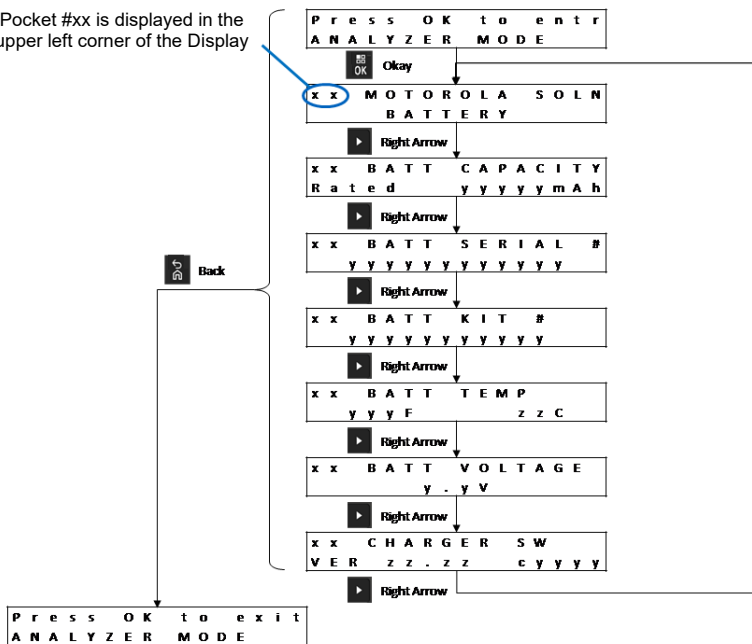 Pocket #xx is displayed in the
upper left corner of the Display
Press OK to entr
ANALYZER MODE
OK Okay
xx MOTOROLA SOLN
BATTERY
Right Arrow
xx BATT CAPACITY
Rated yyyyymAh
Right Arrow
xx BATT SERIAL #
yyyyyyyyyyyy
Right Arrow
Back
xx BATT KIT #
yyyyyyyyyyy
Right Arrow
xx BATT TEMP
yyyF zzC
Right Arrow
xx BATT VOLTAGE
y.yV
Right Arrow
xx CHARGER SW
VER zz.zz cyyyy
Right Arrow
Press OK to exit
ANALYZER MODE